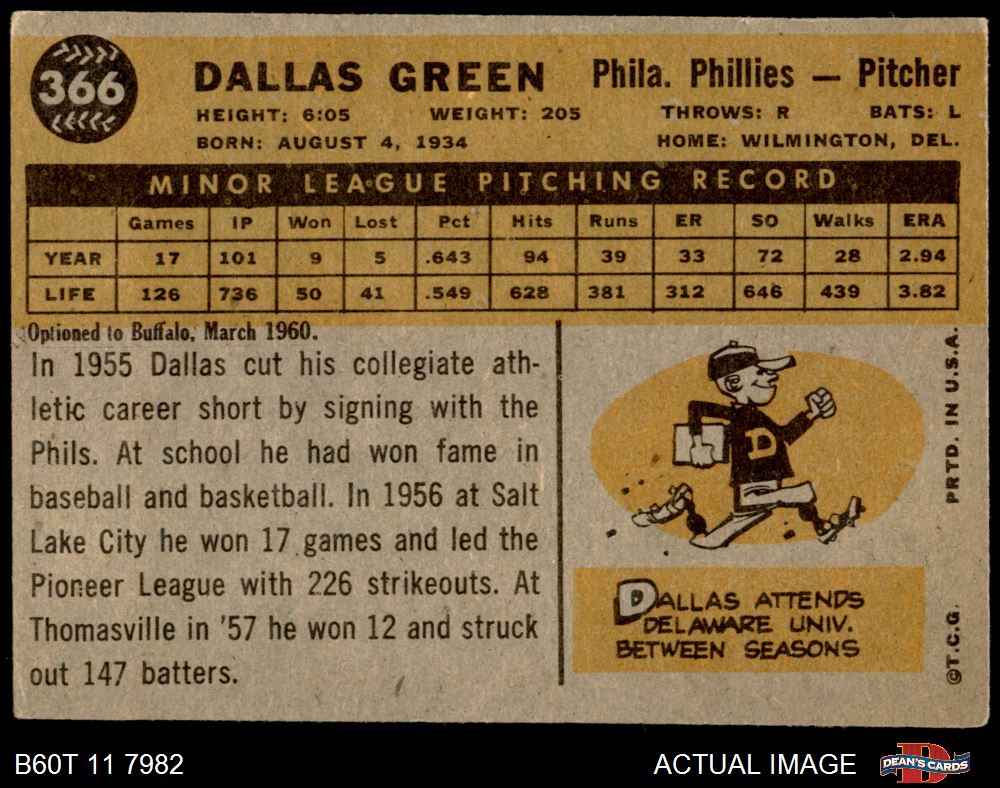 366
DALLAS GREEN Phila. Phillies — Pitcher
HEIGHT: 6:05 WEIGHT: 205 THROWS: R BATS: L
BORN: AUGUST 4, 1934 HOME: WILMINGTON, DEL.
MINOR LEAGUE PITCHING RECORD
Games IP Won Lost Pct Hits Runs ER SO Walks ERA
YEAR 17 101 9 5 .643 94 39 33 72 28 2.94
LIFE 126 736 50 41 .549 628 381 312 646 439 3.82
Optioned to Buffalo, March 1960.
In 1955 Dallas cut his collegiate ath-
letic career short by signing with the
Phils. At school he had won fame in
baseball and basketball. In 1956 at Salt
Lake City he won 17 games and led the
Pioneer League with 226 strikeouts. At
Thomasville in '57 he won 12 and struck
out 147 batters.
D
DALLAS ATTENDS
DELAWARE UNIV.
BETWEEN SEASONS
©T.C.G. PRTD. IN U.S.A.
B60T 11 7982 ACTUAL IMAGE
D
DEAN'S CARDS